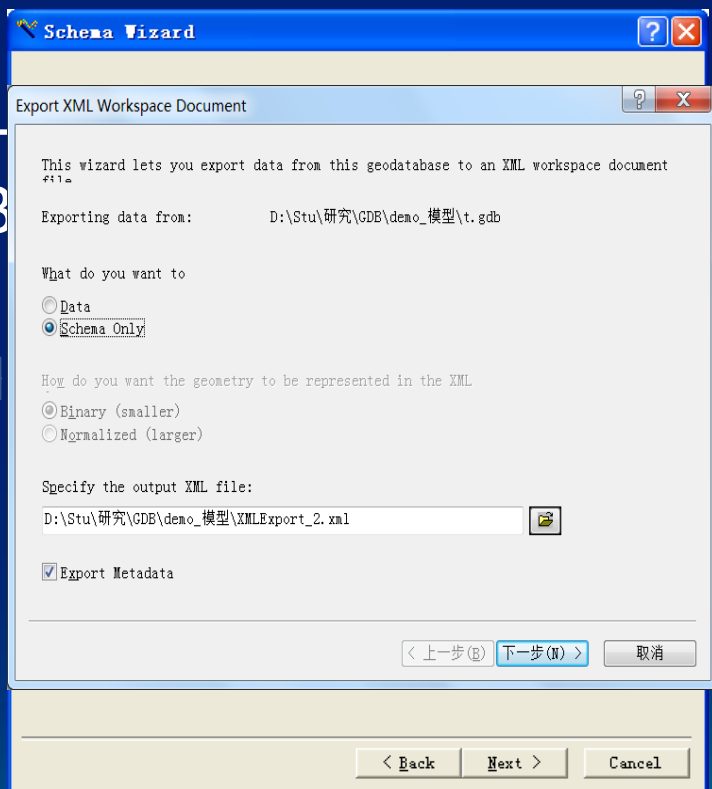 Schema Wizard
Export XML Workspace Document
This wizard lets you export data from this geodatabase to an XML workspace document
file
Exporting data from: D:\Stu\研究\GDB\demo_模型\t.gdb
What do you want to
Data
Schema Only
How do you want the geometry to be represented in the XML
Binary (smaller)
Normalized (larger)
Specify the output XML file:
D:\Stu\研究\GDB\demo_模型\XMLExport_2.xml
Export Metadata
< 上一步(B) 下一步(N) > 取消
< Back Next > Cancel